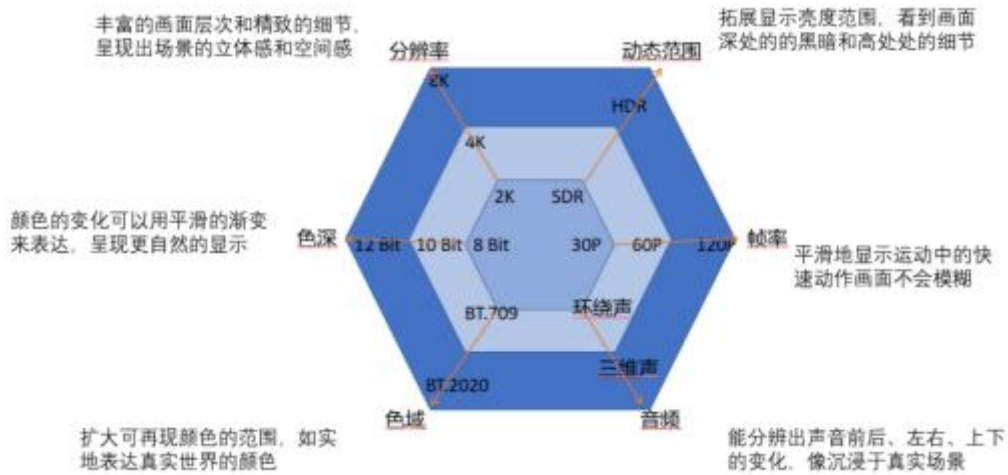 丰富的画面层次和精致的细节,
呈现出场景的立体感和空间感
拓展显示亮度范围, 看到画面
深处的的黑暗和高处处的细节
分辨率
动态范围
8K
HDR
4K
2K
SDR
颜色的变化可以用平滑的渐变
来表达, 呈现更自然的显示
色深
12 Bit
10 Bit
8 Bit
30P
60P
120P
帧率
平滑地显示运动中的快
速动作画面不会模糊
BT.709
环绕声
三维声
BT.2020
色域
音频
扩大可再现颜色的范围, 如实
地表达真实世界的颜色
能分辨出声音前后、左右、上下
的变化, 像沉浸于真实场景